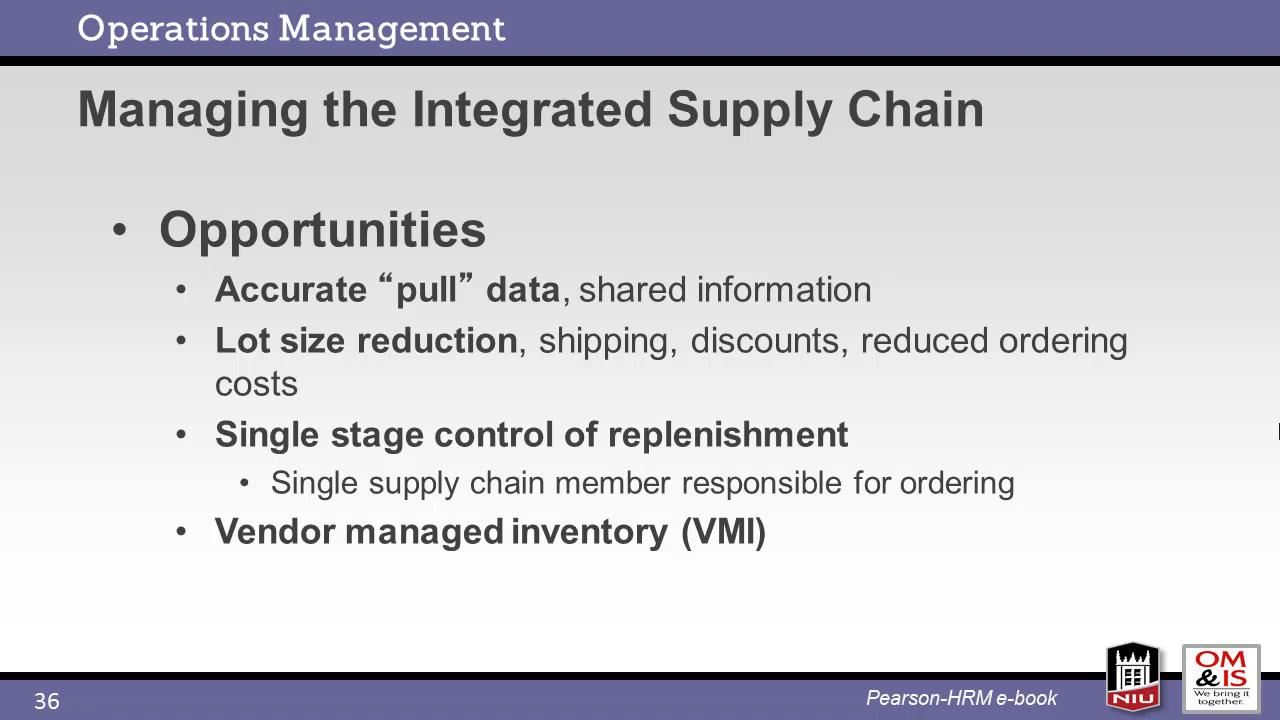 Operations Management
Managing the Integrated Supply Chain
• Opportunities
• Accurate “pull” data, shared information
• Lot size reduction, shipping, discounts, reduced ordering
costs
• Single stage control of replenishment
• Single supply chain member responsible for ordering
• Vendor managed inventory (VMI)
36
Pearson-HRM e-book
NIU
OM
&IS
We bring it
together.